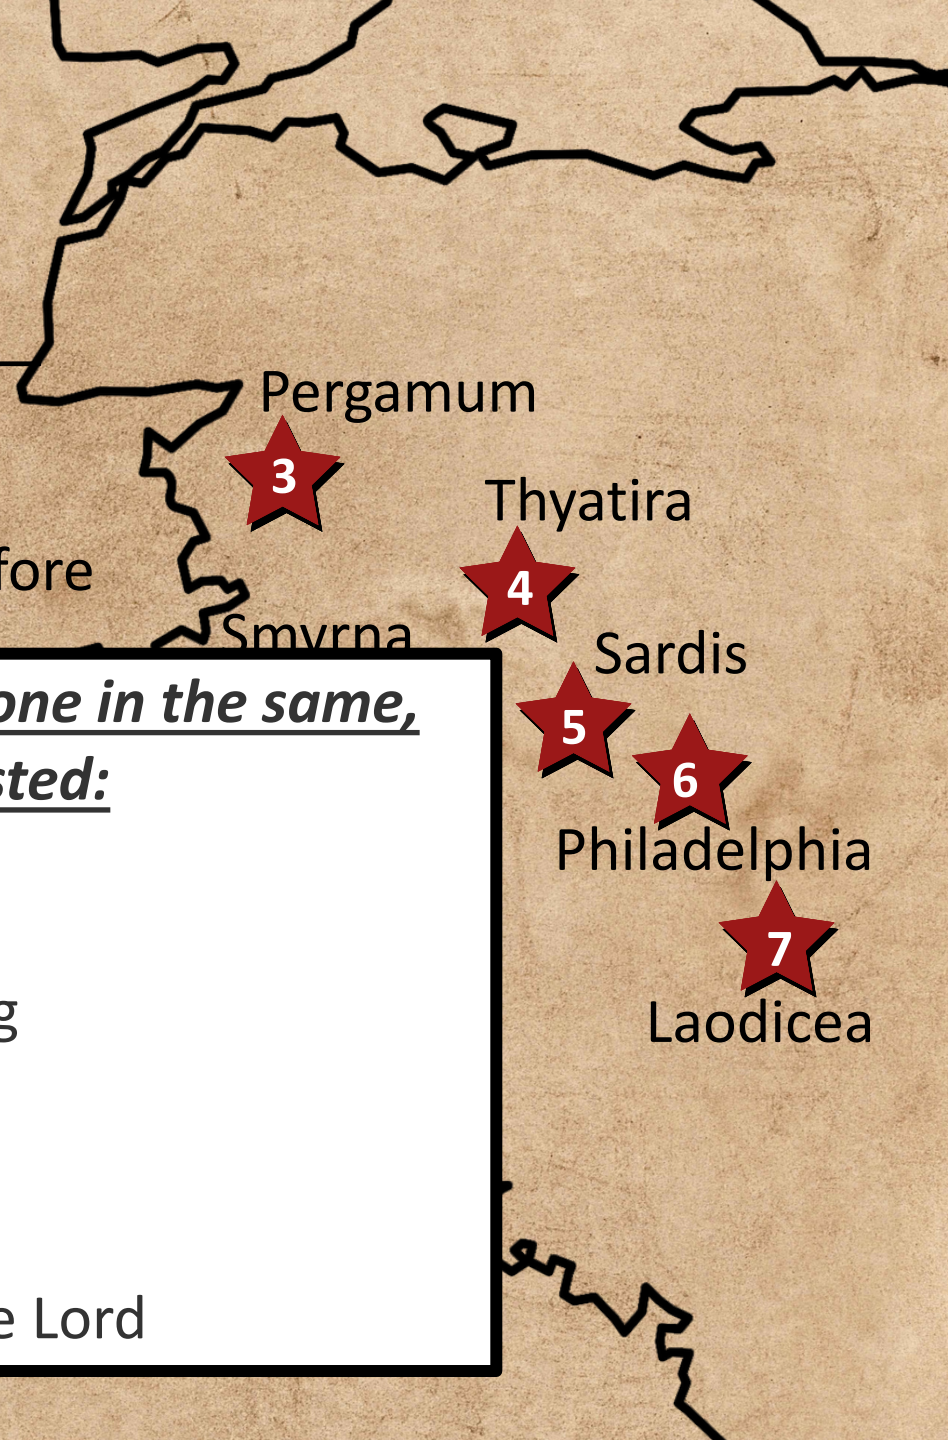 Pergamum
3
Thyatira
4
fore
Smyrna
Sardis
5
6
Philadelphia
7
Laodicea
one in the same,
sted:
g
e Lord